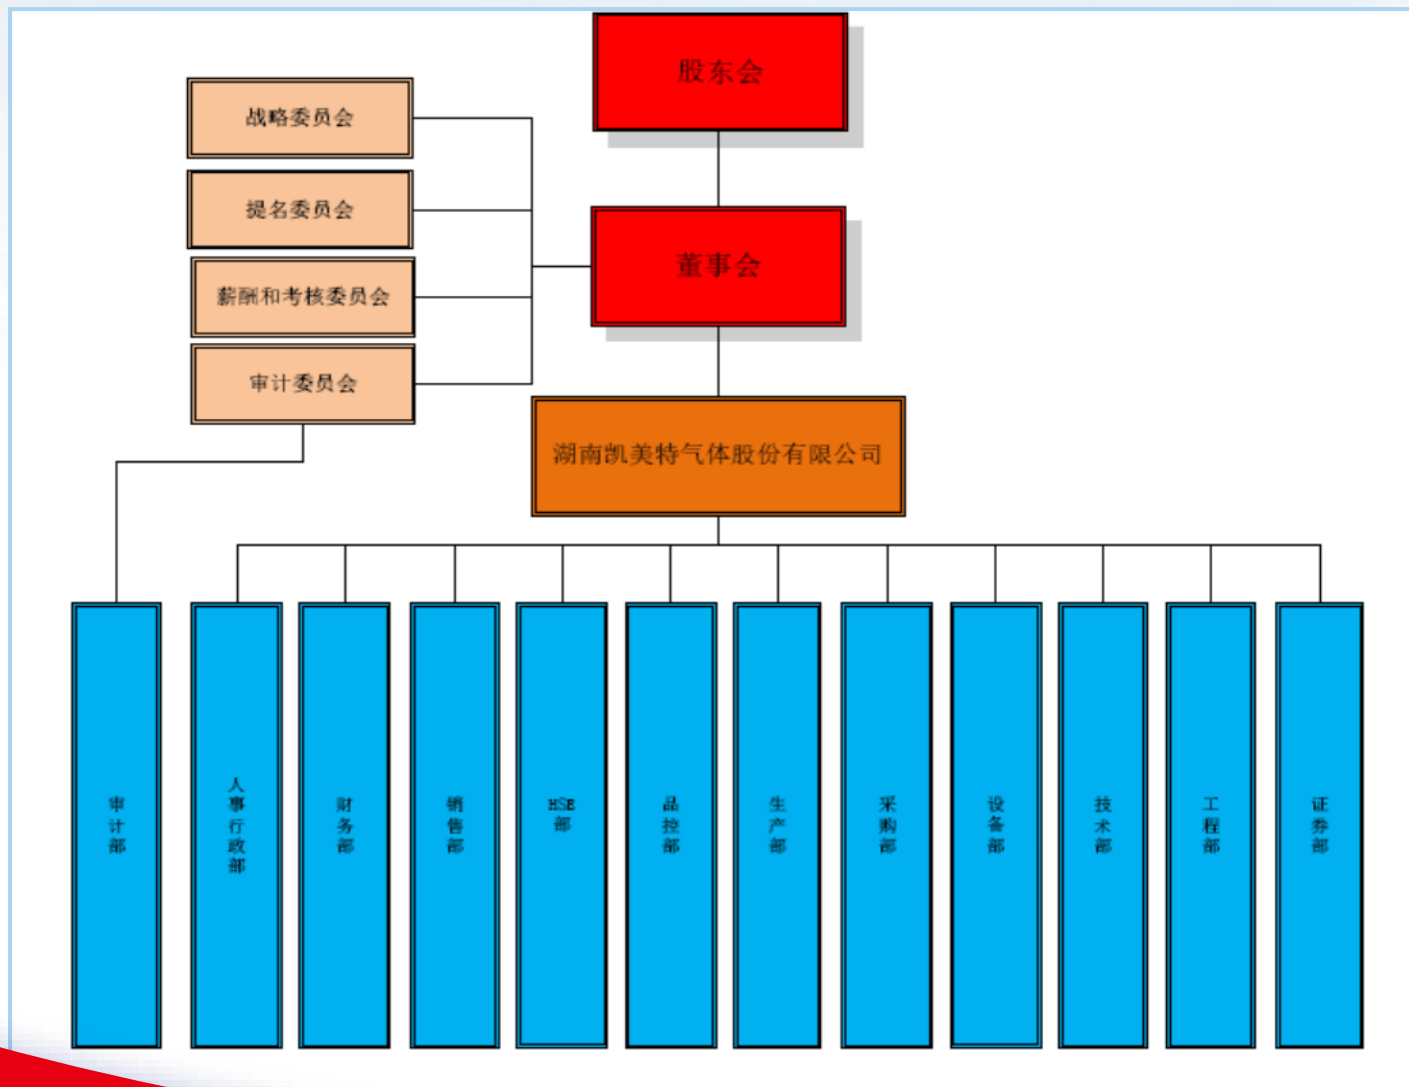 股东会
战略委员会
提名委员会
董事会
薪酬和考核委员会
审计委员会
湖南凯美特气体股份有限公司
审计部
人事行政部
财务部
销售部
HSE部
品控部
生产部
采购部
设备部
技术部
工程部
证券部